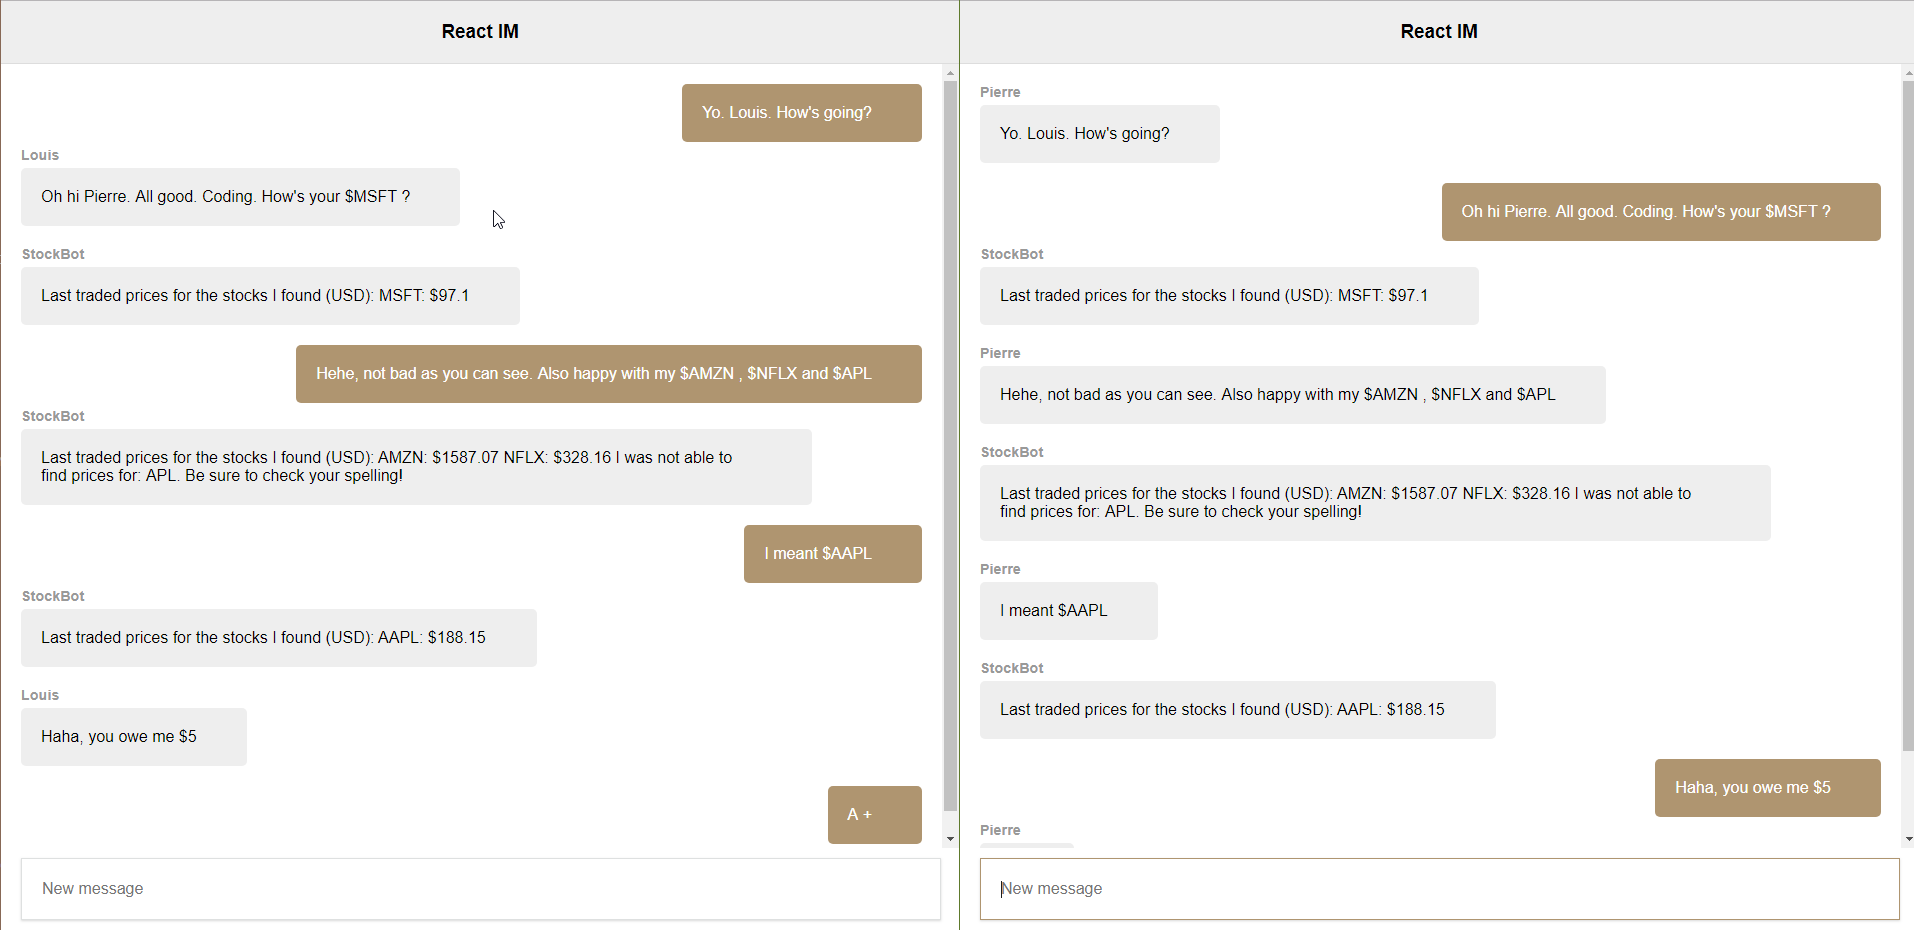 React IM
Yo. Louis. How's going?
Louis
Oh hi Pierre. All good. Coding. How's your $MSFT ?
StockBot
Last traded prices for the stocks I found (USD): MSFT: $97.1
Hehe, not bad as you can see. Also happy with my $AMZN , $NFLX and $APL
StockBot
Last traded prices for the stocks I found (USD): AMZN: $1587.07 NFLX: $328.16 I was not able to
find prices for: APL. Be sure to check your spelling!
I meant $AAPL
StockBot
Last traded prices for the stocks I found (USD): AAPL: $188.15
Louis
Haha, you owe me $5
A +
New message
React IM
Pierre
Yo. Louis. How's going?
Oh hi Pierre. All good. Coding. How's your $MSFT ?
StockBot
Last traded prices for the stocks I found (USD): MSFT: $97.1
Pierre
Hehe, not bad as you can see. Also happy with my $AMZN , $NFLX and $APL
StockBot
Last traded prices for the stocks I found (USD): AMZN: $1587.07 NFLX: $328.16 I was not able to
find prices for: APL. Be sure to check your spelling!
Pierre
I meant $AAPL
StockBot
Last traded prices for the stocks I found (USD): AAPL: $188.15
Haha, you owe me $5
Pierre
New message